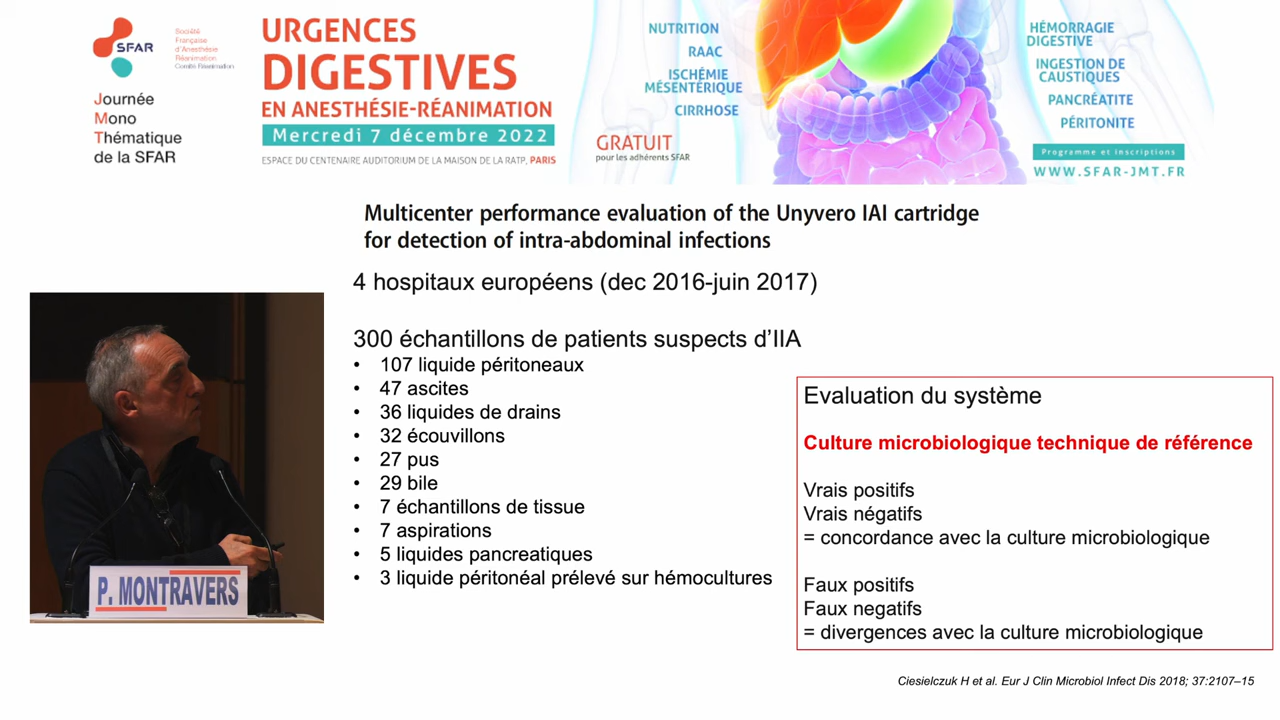 SFAR
Société
Française
d'Anesthésie
Réanimation
Comité Réanimation
Journée
Mono
Thématique
de la SFAR
URGENCES
DIGESTIVES
EN ANESTHÉSIE-RÉANIMATION
Mercredi 7 décembre 2022
ESPACE DU CENTENAIRE AUDITORIUM DE LA MAISON DE LA RATP, PARIS
NUTRITION
RAAC
ISCHÉMIE
MÉSENTÉRIQUE
CIRRHOSE
GRATUIT
pour les adhérents SFAR
HÉMORRAGIE
DIGESTIVE
INGESTION DE
CAUSTIQUES
PANCRÉATITE
PÉRITONITE
Programme et inscriptions
WWW.SFAR-JMT.FR
Multicenter performance evaluation of the Unyvero IAI cartridge
for detection of intra-abdominal infections
4 hospitaux européens (dec 2016-juin 2017)
300 échantillons de patients suspects d'IIA
• 107 liquide péritoneaux
• 47 ascites
• 36 liquides de drains
• 32 écouvillons
• 27 pus
• 29 bile
• 7 échantillons de tissue
• 7 aspirations
• 5 liquides pancreatiques
• 3 liquide péritonéal prélevé sur hémocultures
Evaluation du système
Culture microbiologique technique de référence
Vrais positifs
Vrais négatifs
= concordance avec la culture microbiologique
Faux positifs
Faux negatifs
= divergences avec la culture microbiologique
P. MONTRAVERS
Ciesielczuk H et al. Eur J Clin Microbiol Infect Dis 2018; 37:2107–15